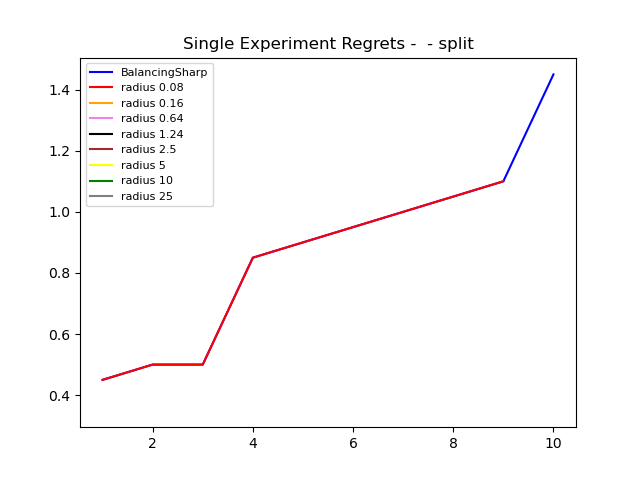 Single Experiment Regrets -  - split
BalancingSharp
radius 0.08
radius 0.16
radius 0.64
radius 1.24
radius 2.5
radius 5
radius 10
radius 25
1.4
1.2
1.0
0.8
0.6
0.4
2 4 6 8 10